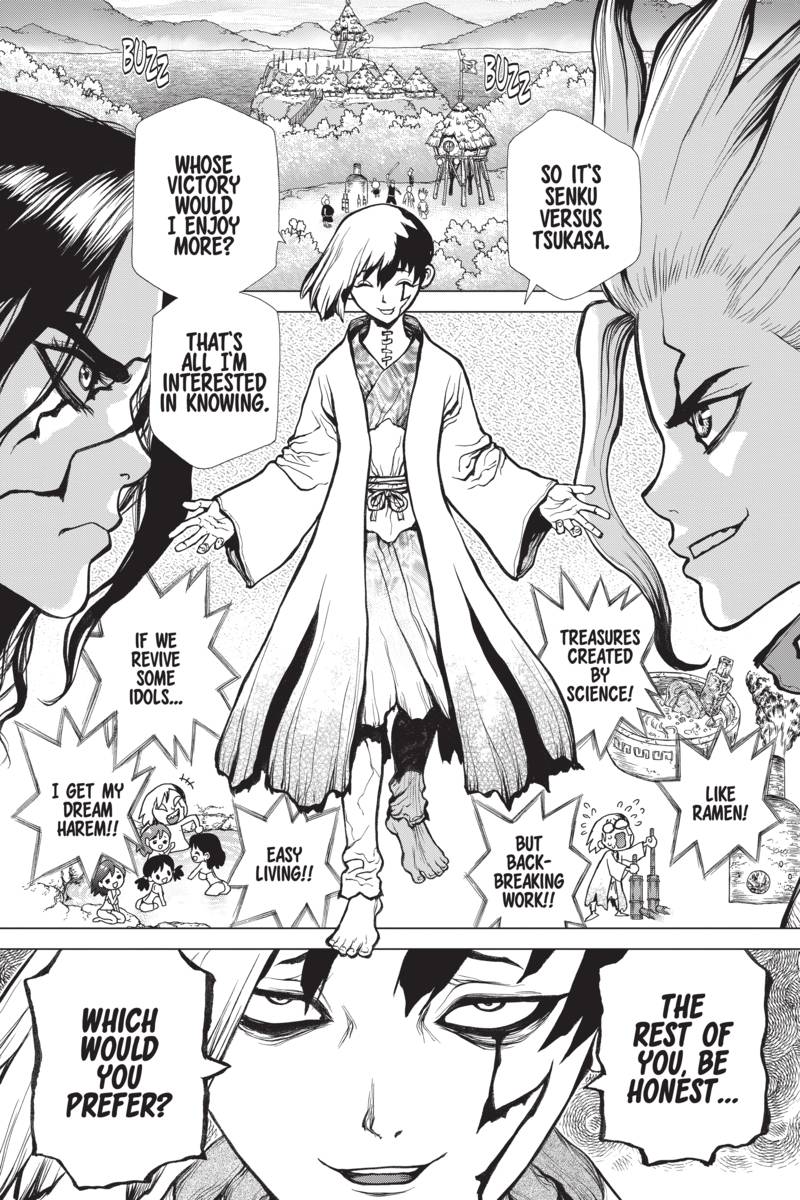 BUZZ
BUZZ
SO IT'S
SENKU
VERSUS
TSUKASA.
WHOSE
VICTORY
WOULD
I ENJOY
MORE?
THAT'S
ALL I'M
INTERESTED
IN KNOWING.
TREASURES
CREATED
BY
SCIENCE!
LIKE
RAMEN!
BUT
BACK-
BREAKING
WORK!!
IF WE
REVIVE
SOME
IDOLS...
I GET MY
DREAM
HAREM!!
EASY
LIVING!!
THE
REST OF
YOU, BE
HONEST...
WHICH
WOULD
YOU
PREFER?